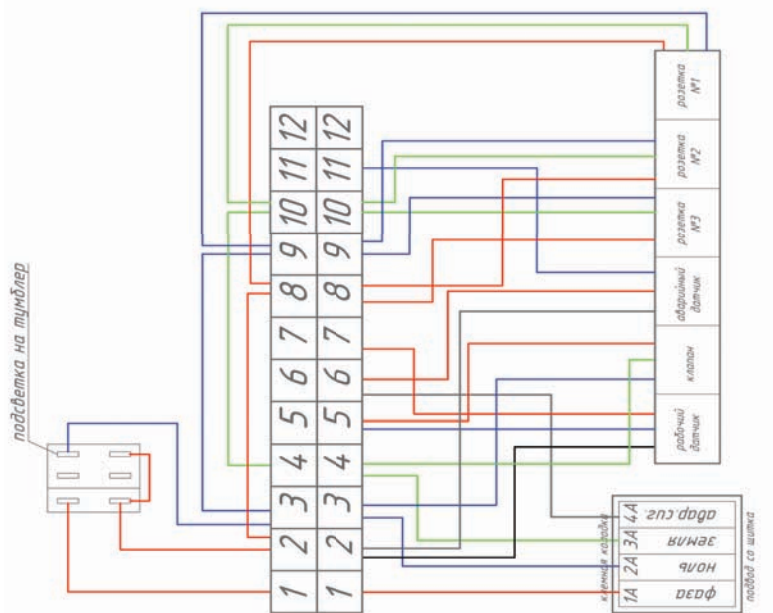 розетка
№1
розетка
№2
розетка
№3
аварийный
датчик
клапан
рабочий
датчик
12
11
10
9
8
7
6
5
4
3
2
1
12
11
10
9
8
7
6
5
4
3
2
1
подсветка на тумблер
клемная колодка
4А авар.сиг.
3А земля
2А ноль
1А фаза
подвод со щитка